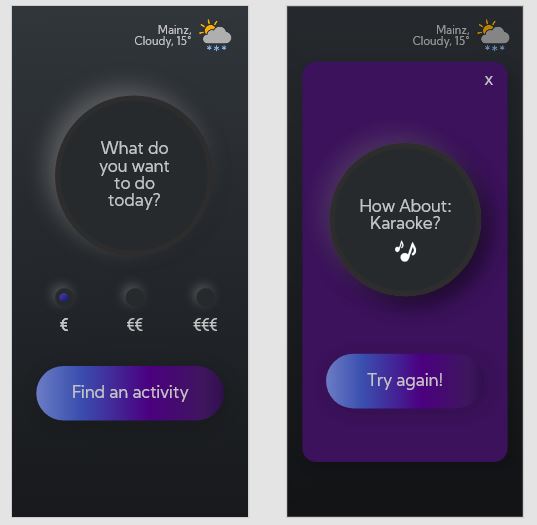 Mainz,
Cloudy, 15°
What do
you want
to do
today?
€
€€
€€€
Find an activity
Mainz,
Cloudy, 15°
x
How About:
Karaoke?
Try again!